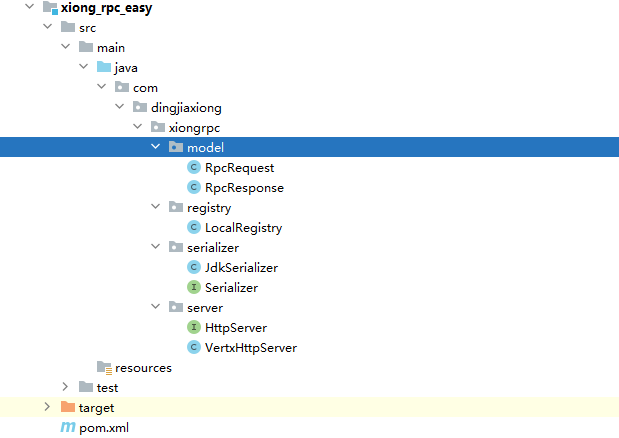 xiong_rpc_easy
src
main
java
com
dingjiaxiong
xiongrpc
model
RpcRequest
RpcResponse
registry
LocalRegistry
serializer
JdkSerializer
Serializer
server
HttpServer
VertxHttpServer
resources
test
target
pom.xml